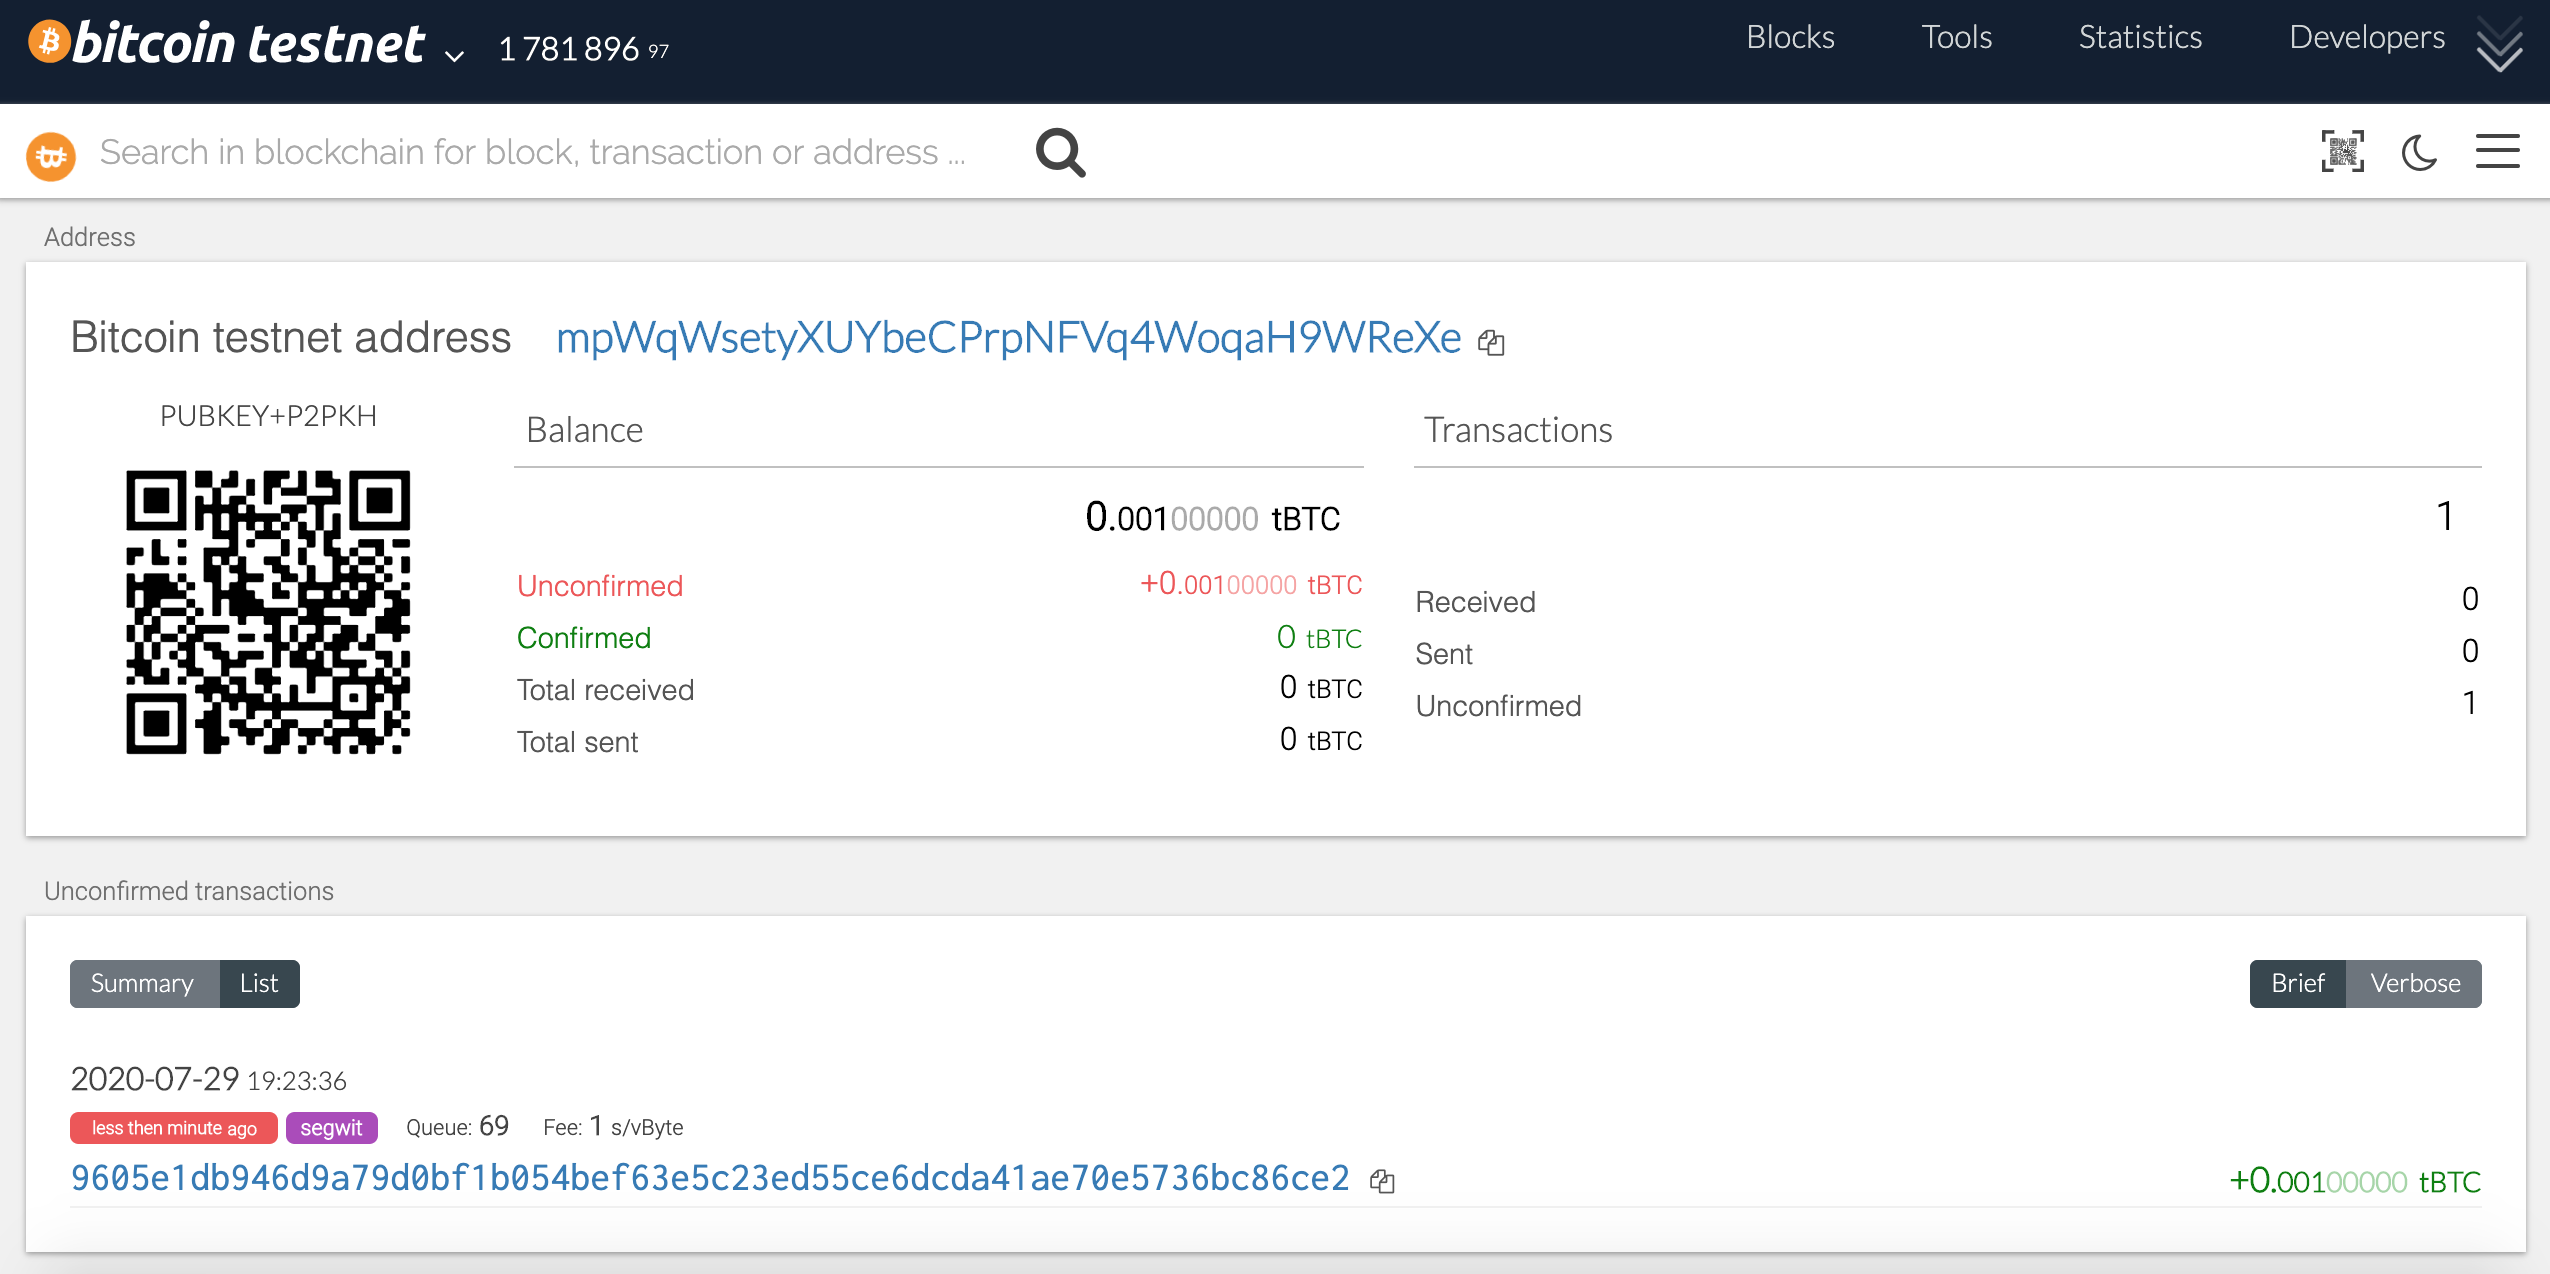 bitcoin testnet 1 781 896 97 Blocks Tools Statistics Developers
Search in blockchain for block, transaction or address ...
Address
Bitcoin testnet address mpWqWsetyXUYbeCPrpNFVq4WoqaH9WReXe
PUBKEY+P2PKH
Balance
0.00100000 tBTC
Unconfirmed +0.00100000 tBTC
Confirmed 0 tBTC
Total received 0 tBTC
Total sent 0 tBTC
Transactions
1
Received 0
Sent 0
Unconfirmed 1
Unconfirmed transactions
Summary List Brief Verbose
2020-07-29 19:23:36
less then minute ago segwit Queue: 69 Fee: 1 s/vByte
9605e1db946d9a79d0bf1b054bef63e5c23ed55ce6dcda41ae70e5736bc86ce2 +0.00100000 tBTC